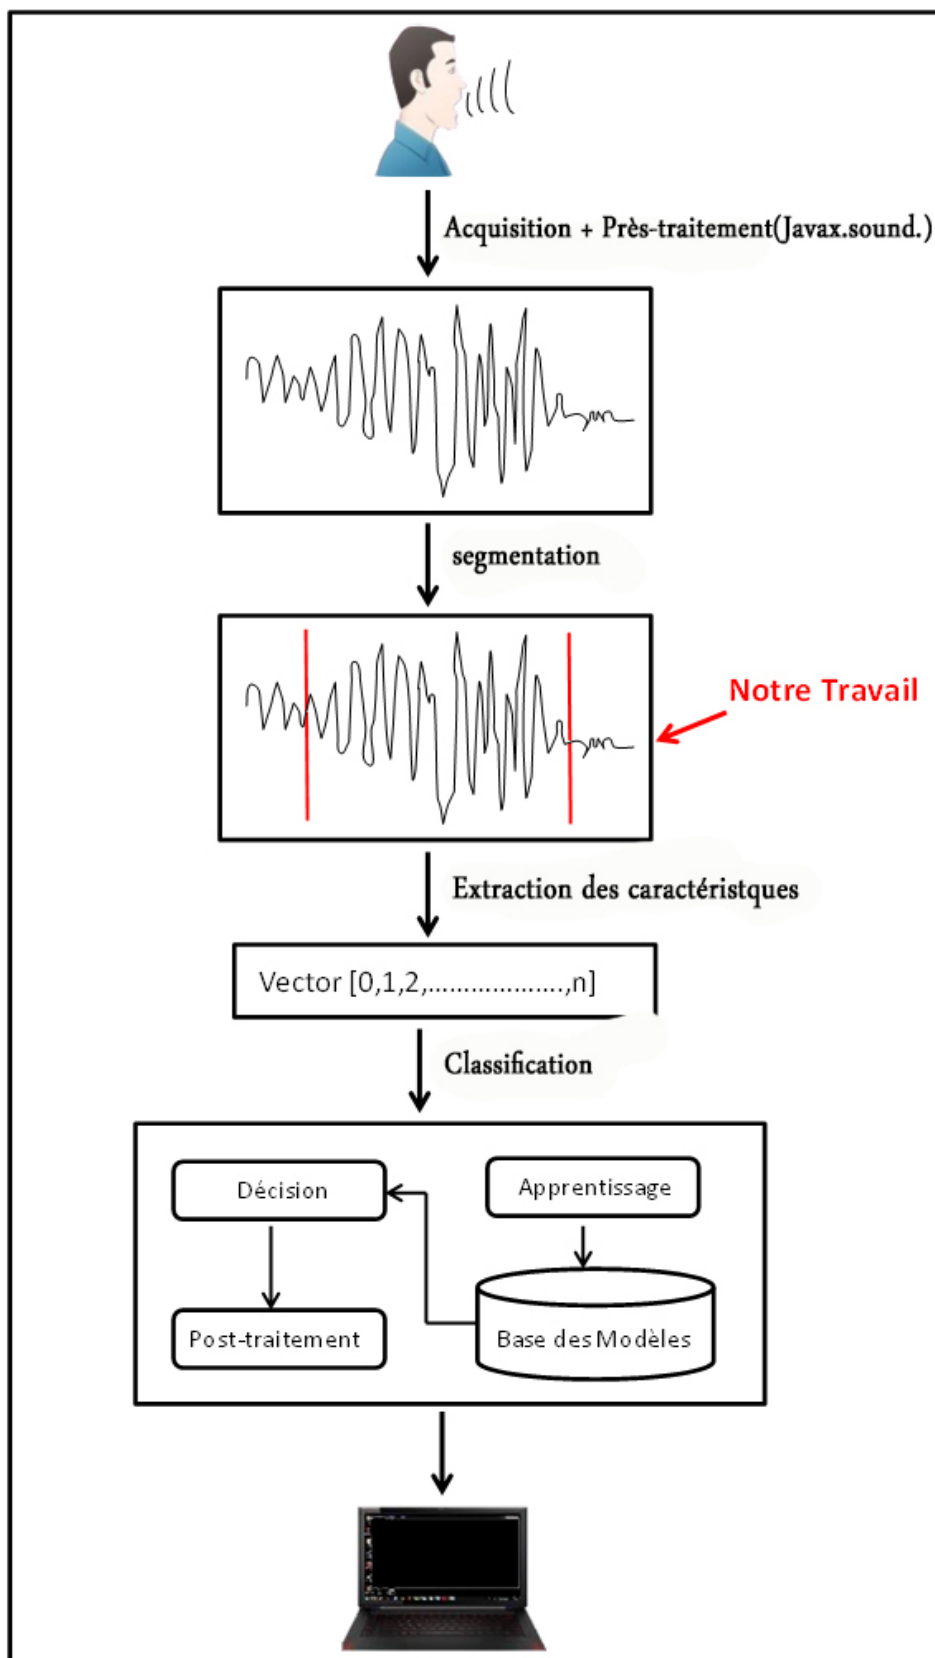 Acquisition + Près-traitement(Javax.sound.)
segmentation
Notre Travail
Extraction des caractéristques
Vector [0,1,2,...................,n]
Classification
Décision
Apprentissage
Post-traitement
Base des Modèles